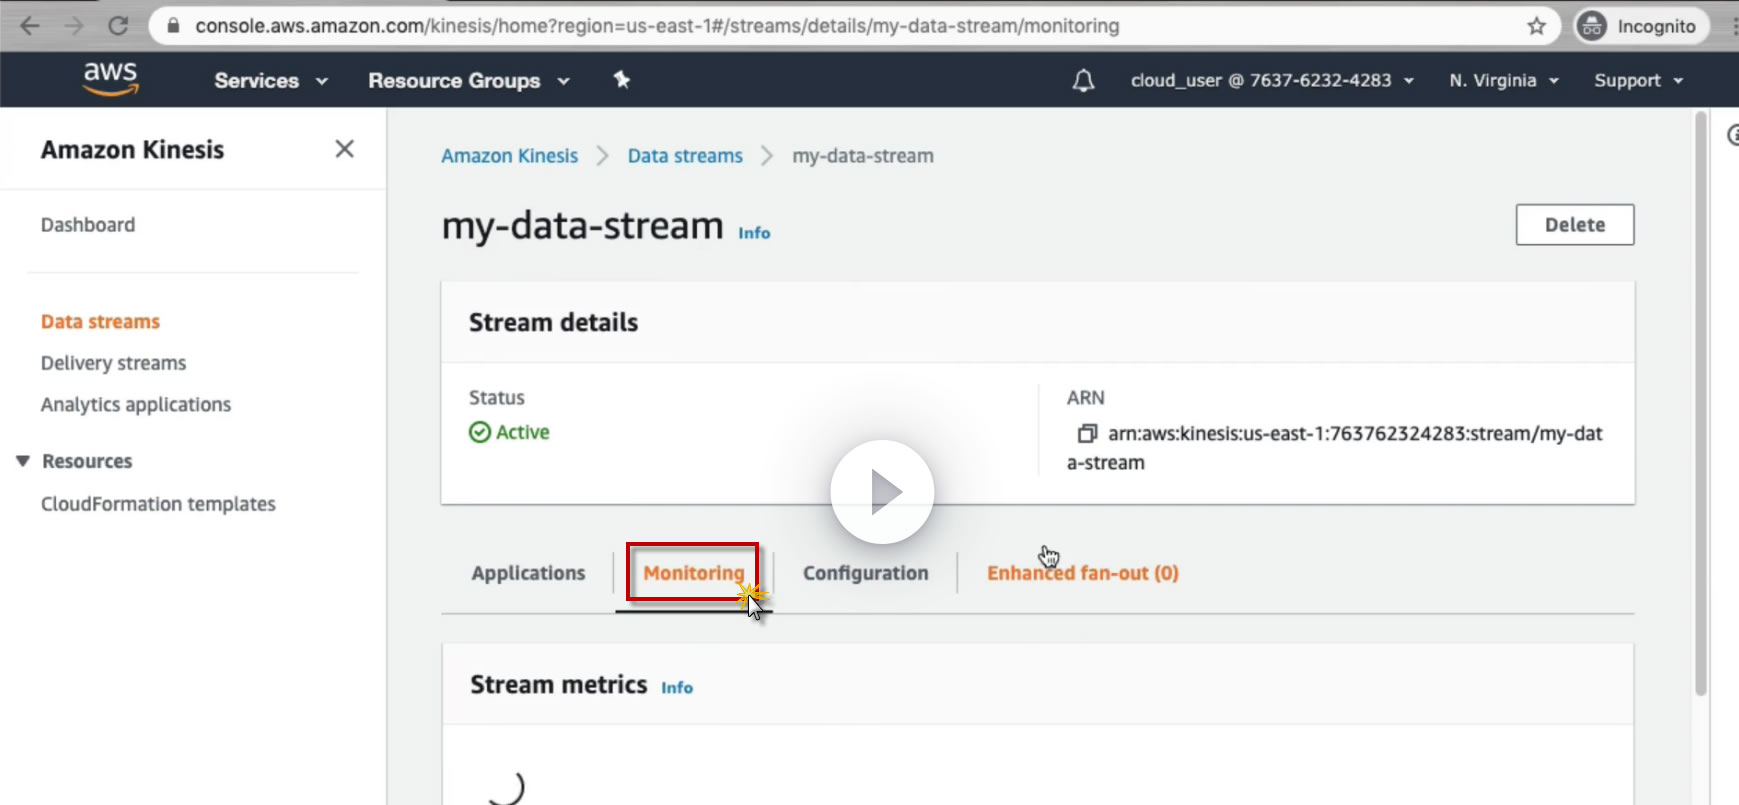 console.aws.amazon.com/kinesis/home?region=us-east-1#/streams/details/my-data-stream/monitoring
Incognito
aws
Services
Resource Groups
cloud_user @ 7637-6232-4283
N. Virginia
Support
Amazon Kinesis
Dashboard
Data streams
Delivery streams
Analytics applications
Resources
CloudFormation templates
Amazon Kinesis
Data streams
my-data-stream
my-data-stream Info
Delete
Stream details
Status
Active
ARN
arn:aws:kinesis:us-east-1:763762324283:stream/my-dat
a-stream
Applications
Monitoring
Configuration
Enhanced fan-out (0)
Stream metrics Info